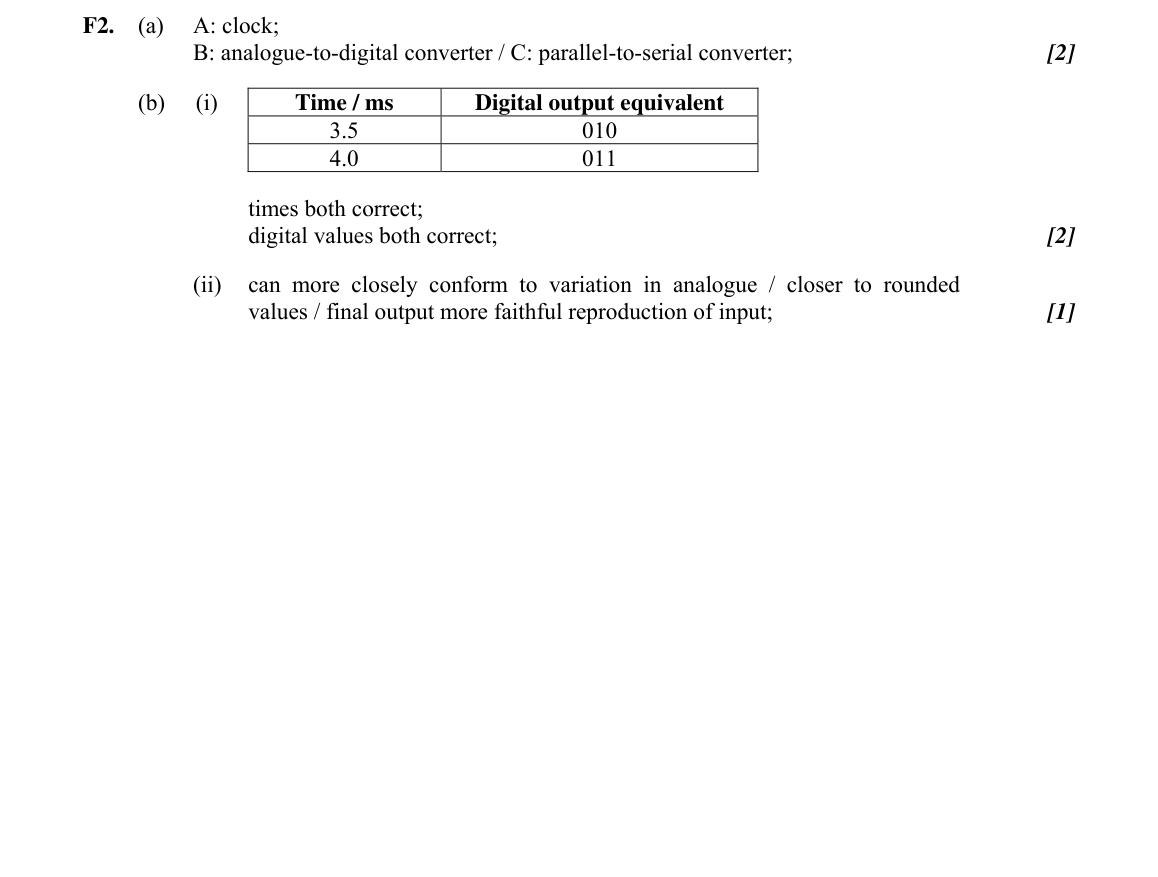 F2. (a) A: clock;
B: analogue-to-digital converter / C: parallel-to-serial converter; [2]
(b) (i) Time / ms Digital output equivalent
3.5 010
4.0 011
times both correct;
digital values both correct; [2]
(ii) can more closely conform to variation in analogue / closer to rounded
values / final output more faithful reproduction of input; [1]